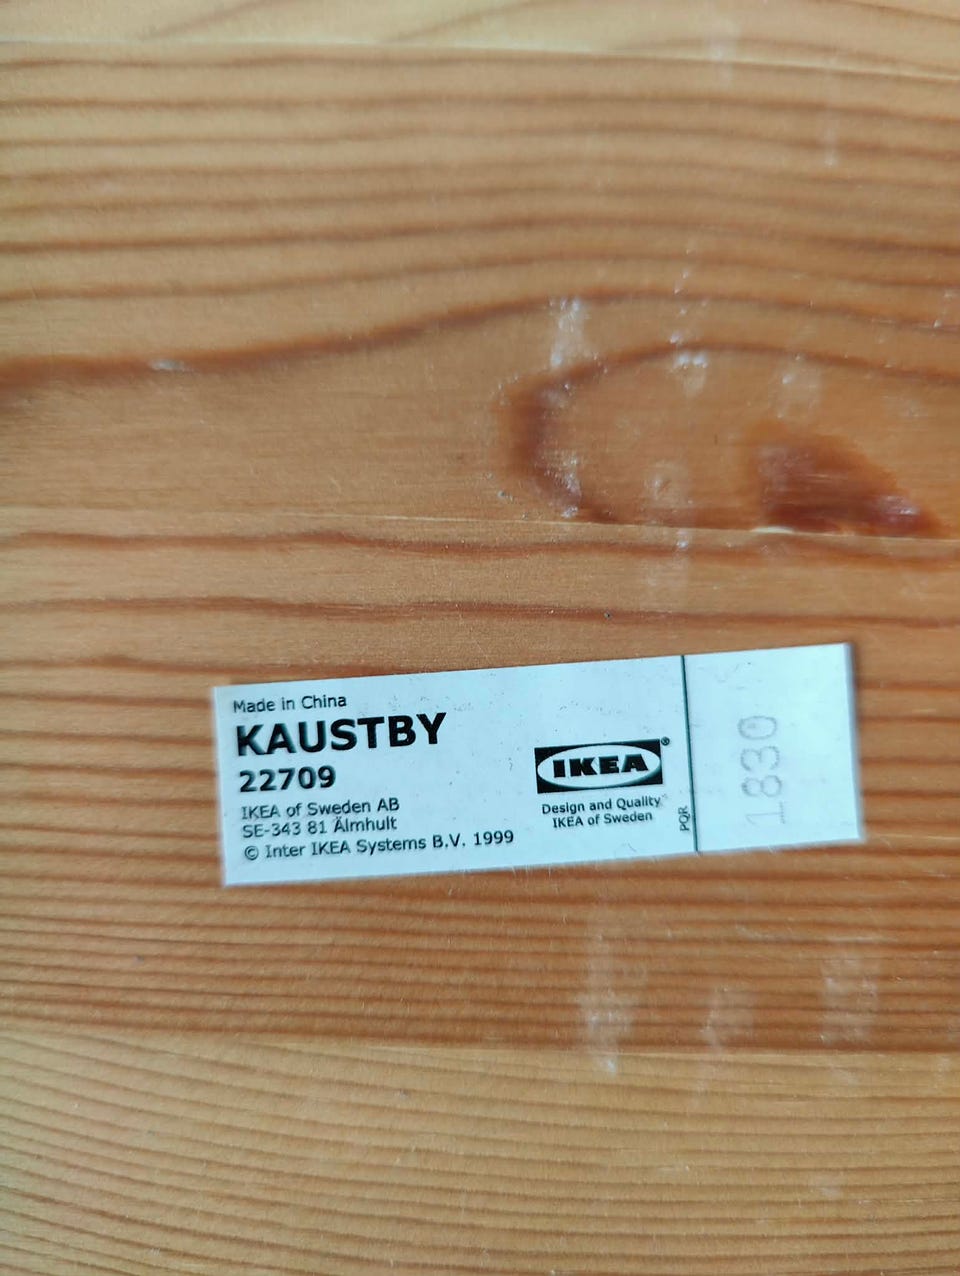 Made in China
KAUSTBY
22709
IKEA of Sweden AB
SE-343 81 Älmhult
© Inter IKEA Systems B.V. 1999
IKEA®
Design and Quality
IKEA of Sweden
PQR
1830